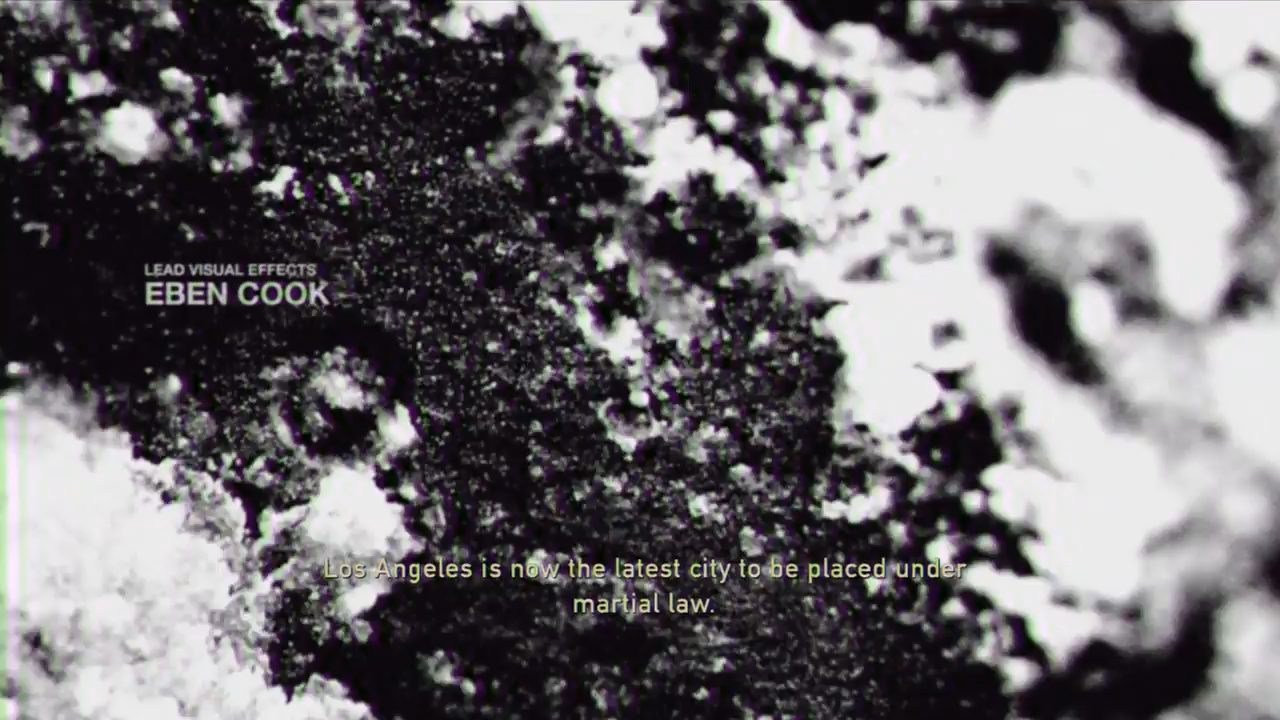 LEAD VISUAL EFFECTS
EBEN COOK
Los Angeles is now the latest city to be placed under
martial law.